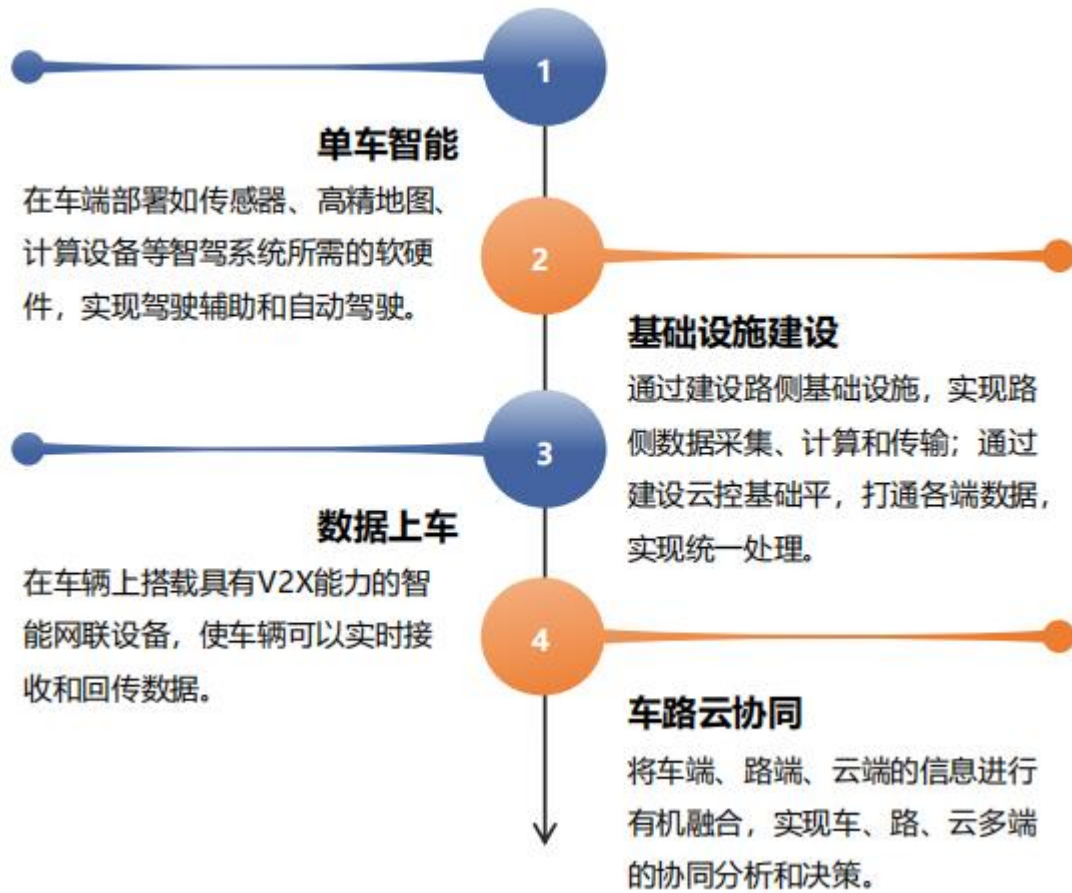 1
单车智能
在车端部署如传感器、高精地图、
计算设备等智驾系统所需的软硬
件，实现驾驶辅助和自动驾驶。
2
基础设施建设
通过建设路侧基础设施，实现路
侧数据采集、计算和传输；通过
建设云控基础平，打通各端数据，
实现统一处理。
3
数据上车
在车辆上搭载具有V2X能力的智
能网联设备，使车辆可以实时接
收和回传数据。
4
车路云协同
将车端、路端、云端的信息进行
有机融合，实现车、路、云多端
的协同分析和决策。